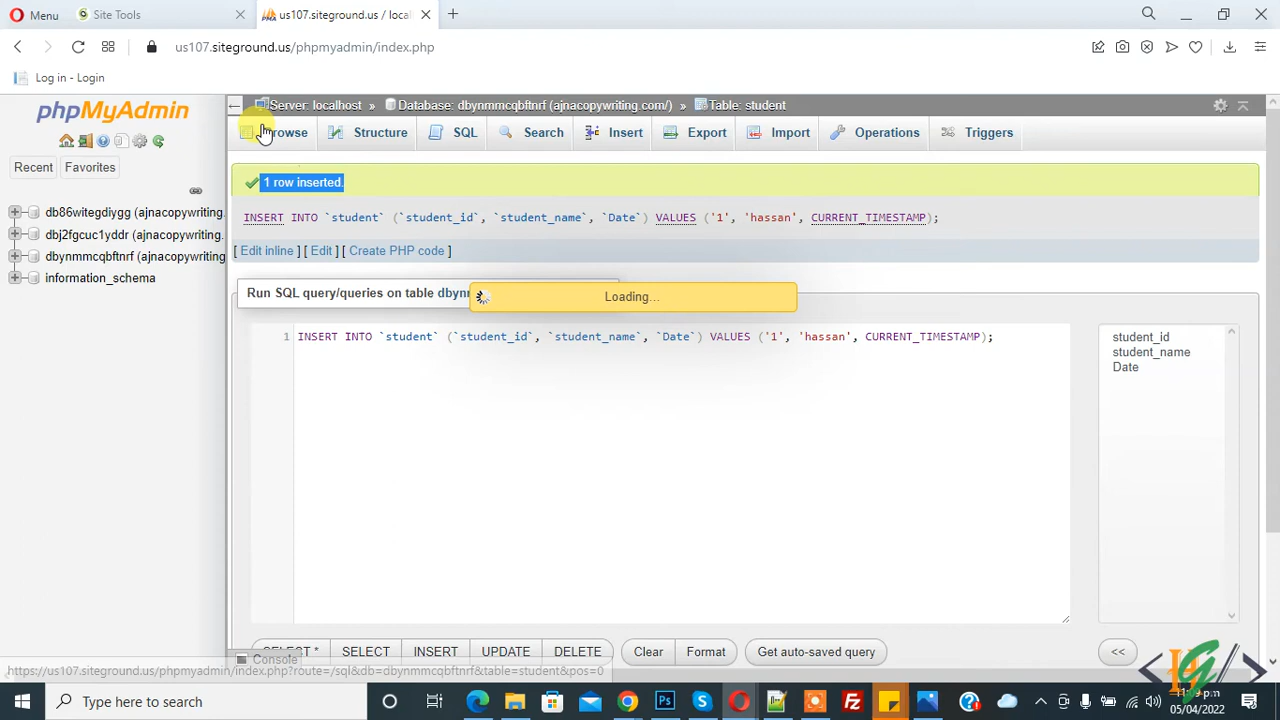 Menu
Site Tools
us107.siteground.us / local
us107.siteground.us/phpmyadmin/index.php
Log in - Login
phpMyAdmin
Server: localhost » Database: dbynmmcqbftnrf (ajnacopywriting.com/) » Table: student
Browse Structure SQL Search Insert Export Import Operations Triggers
Recent Favorites
1 row inserted.
db86witegdiygg (ajnacopywriting.
dbj2fgcuc1yddr (ajnacopywriting.
dbynmmcqbftnrf (ajnacopywriting.
information_schema
INSERT INTO `student` (`student_id`, `student_name`, `Date`) VALUES ('1', 'hassan', CURRENT_TIMESTAMP);
[ Edit inline ] [ Edit ] [ Create PHP code ]
Run SQL query/queries on table dbynm
Loading...
1 INSERT INTO `student` (`student_id`, `student_name`, `Date`) VALUES ('1', 'hassan', CURRENT_TIMESTAMP);
student_id
student_name
Date
SELECT * SELECT INSERT UPDATE DELETE Clear Format Get auto-saved query <<
Console
https://us107.siteground.us/phpmyadmin/index.php?route=/sql&db=dbynmmcqbftnrf&table=student&pos=0
Type here to search
p.m.
05/04/2022